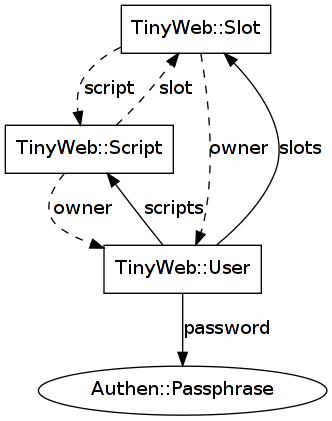 TinyWeb::Slot
script
slot
TinyWeb::Script
owner
slots
owner
scripts
TinyWeb::User
password
Authen::Passphrase